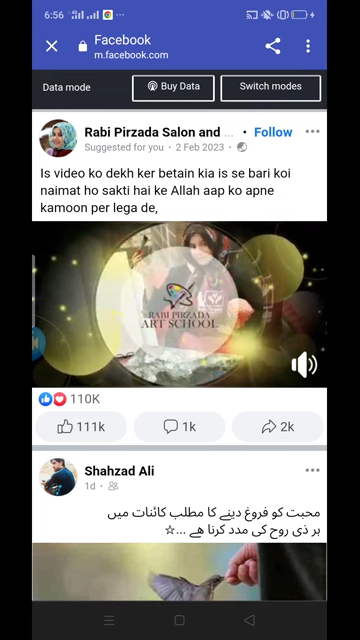 6:56
Facebook
m.facebook.com
Data mode
Buy Data
Switch modes
Rabi Pirzada Salon and ... • Follow
Suggested for you • 2 Feb 2023 •
Is video ko dekh ker betain kia is se bari koi
naimat ho sakti hai ke Allah aap ko apne
kamoon per lega de,
RABI PIRZADA
ART SCHOOL
110K
111k
1k
2k
Shahzad Ali
1d •
محبت کو فروغ دینے کا مطلب کائنات میں
ہر ذی روح کی مدد کرنا ھے ...☆